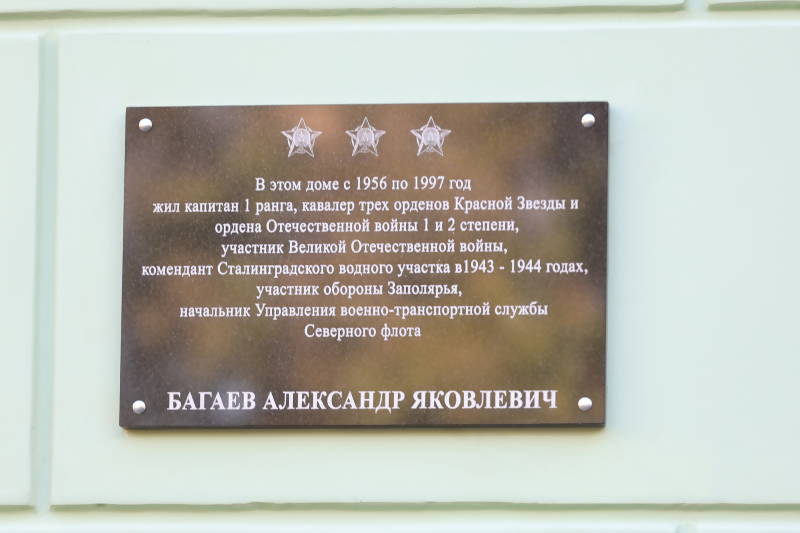 В этом доме с 1956 по 1997 год
жил капитан 1 ранга, кавалер трех орденов Красной Звезды и
ордена Отечественной войны 1 и 2 степени,
участник Великой Отечественной войны,
комендант Сталинградского водного участка в1943 - 1944 годах,
участник обороны Заполярья,
начальник Управления военно-транспортной службы
Северного флота
БАГАЕВ АЛЕКСАНДР ЯКОВЛЕВИЧ